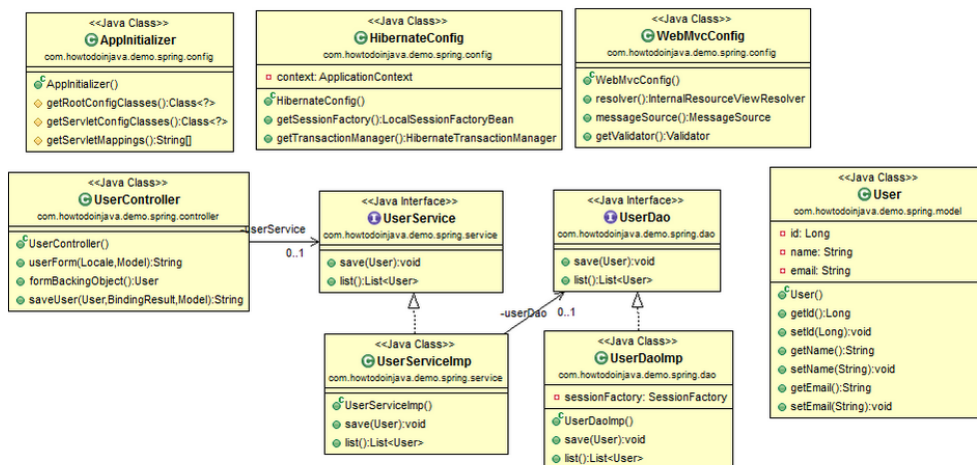 <<Java Class>>
AppInitializer
com.howtodoinjava.demo.spring.config
AppInitializer()
getRootConfigClasses():Class<?>
getServletConfigClasses():Class<?>
getServletMappings():String[]
<<Java Class>>
HibernateConfig
com.howtodoinjava.demo.spring.config
context: ApplicationContext
HibernateConfig()
getSessionFactory():LocalSessionFactoryBean
getTransactionManager():HibernateTransactionManager
<<Java Class>>
WebMvcConfig
com.howtodoinjava.demo.spring.config
WebMvcConfig()
resolver():InternalResourceViewResolver
messageSource():MessageSource
getValidator():Validator
<<Java Class>>
UserController
com.howtodoinjava.demo.spring.controller
UserController()
userForm(Locale,Model):String
formBackingObject():User
saveUser(User,BindingResult,Model):String
-userService
0..1
<<Java Interface>>
UserService
com.howtodoinjava.demo.spring.service
save(User):void
list():List<User>
<<Java Interface>>
UserDao
com.howtodoinjava.demo.spring.dao
save(User):void
list():List<User>
<<Java Class>>
User
com.howtodoinjava.demo.spring.model
id: Long
name: String
email: String
User()
getId():Long
setId(Long):void
getName():String
setName(String):void
getEmail():String
setEmail(String):void
-userDao
0..1
<<Java Class>>
UserServiceImp
com.howtodoinjava.demo.spring.service
UserServiceImp()
save(User):void
list():List<User>
<<Java Class>>
UserDaoImp
com.howtodoinjava.demo.spring.dao
sessionFactory: SessionFactory
UserDaoImp()
save(User):void
list():List<User>